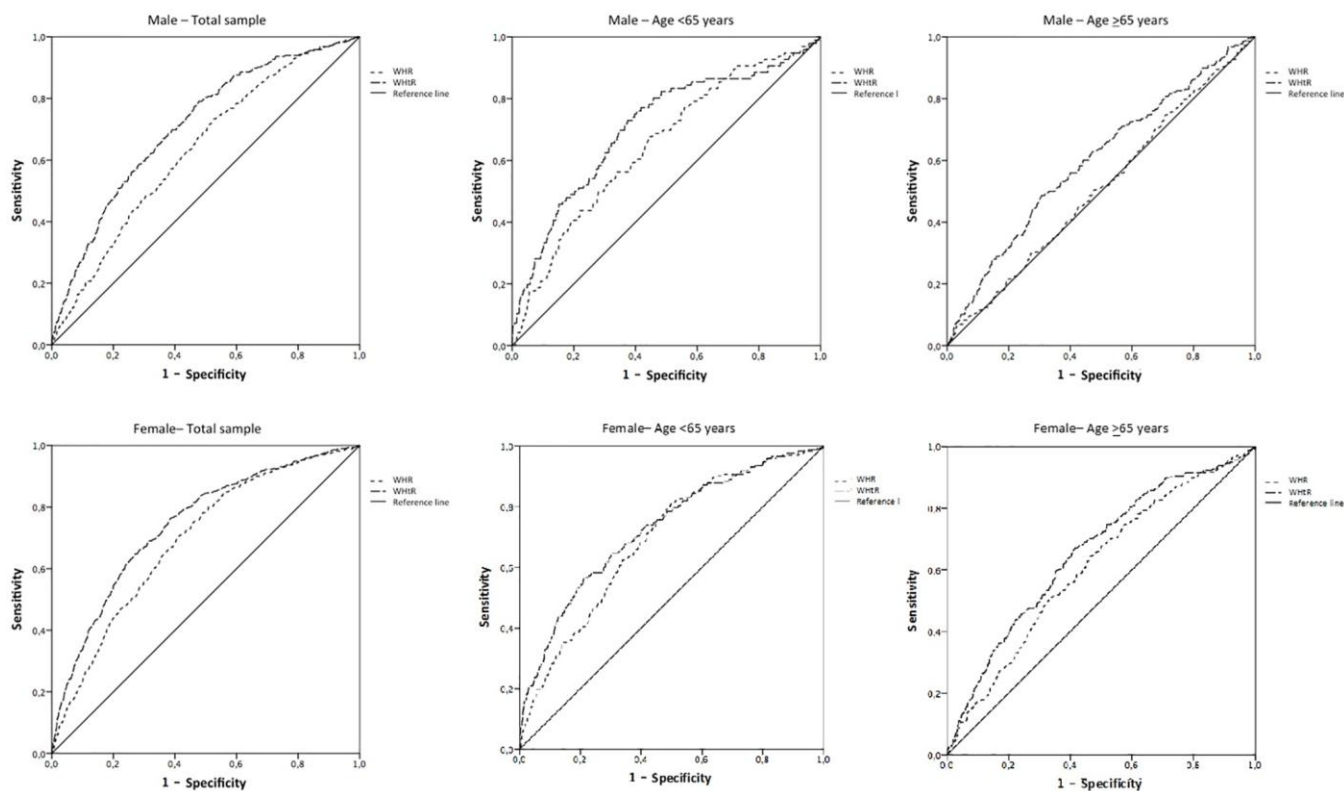 Male – Total sample
1,0
0,8
0,6
0,4
0,2
0,0
0,0 0,2 0,4 0,6 0,8 1,0
Sensitivity
1 - Specificity
WHR
WHtR
Reference line
Male – Age <65 years
1,0
0,8
0,6
0,4
0,2
0,0
0,0 0,2 0,4 0,6 0,8 1,0
Sensitivity
1 - Specificity
WHR
WHtR
Reference l
Male – Age ≥65 years
1,0
0,8
0,6
0,4
0,2
0,0
0,0 0,2 0,4 0,6 0,8 1,0
Sensitivity
1 - Specificity
WHR
WHtR
Reference line
Female– Total sample
1,0
0,8
0,6
0,4
0,2
0,0
0,0 0,2 0,4 0,6 0,8 1,0
Sensitivity
1 - Specificity
WHR
WHtR
Reference line
Female– Age <65 years
0,4
0,2
0,2 0,4 0,6 0,8 1,0
Sensitivity
1 - Specificity
WHR
WHtR
Reference l
Female– Age ≥65 years
1,0
0,8
0,6
0,4
0,2
0,0
0,2 0,4 0,6 0,8 1,0
Sensitivity
1 - Specificity
WHR
WHtR
Reference line